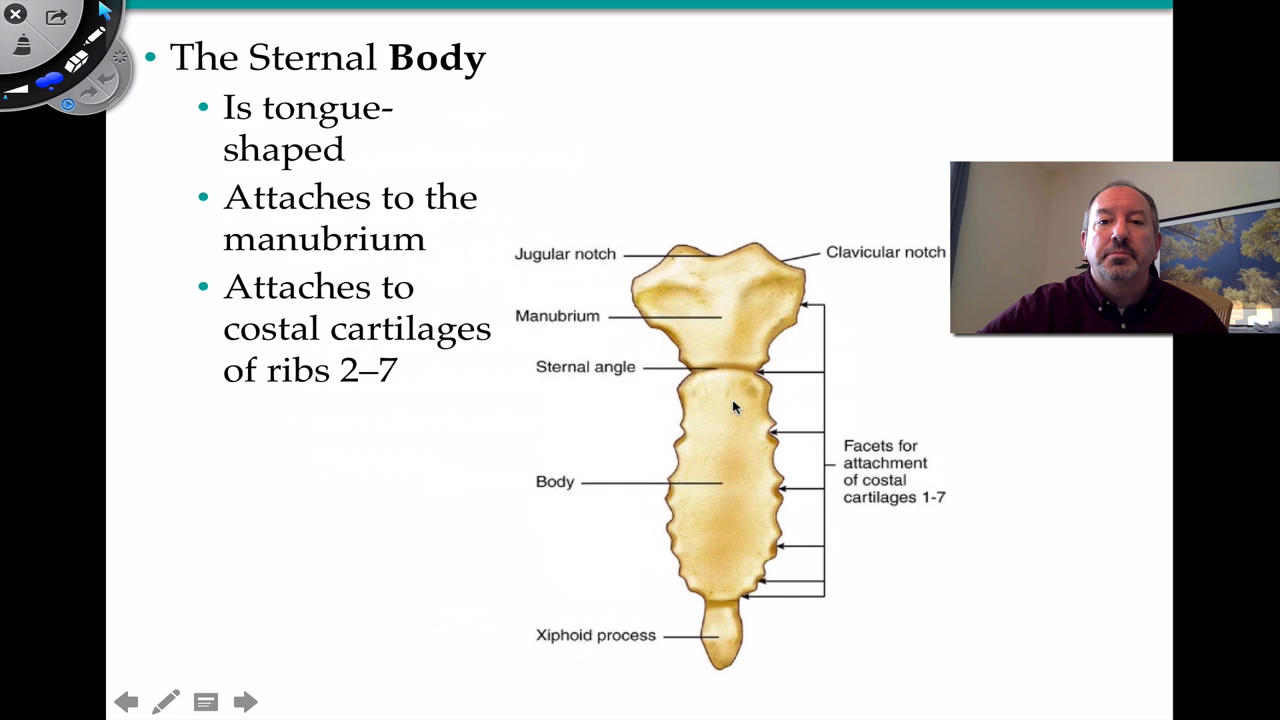 The Sternal Body
Is tongue-
shaped
Attaches to the
manubrium
Attaches to
costal cartilages
of ribs 2–7
Jugular notch
Clavicular notch
Manubrium
Sternal angle
Facets for
attachment
of costal
cartilages 1-7
Body
Xiphoid process